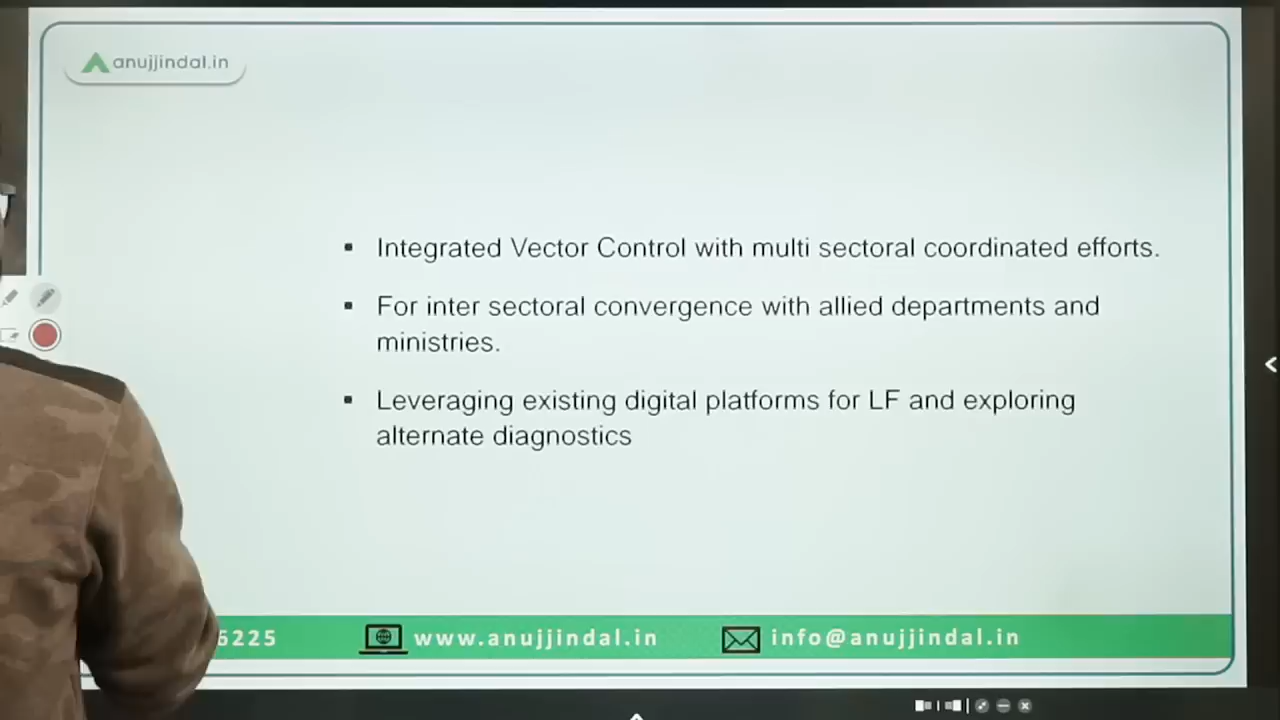 anujjindal.in
▪ Integrated Vector Control with multi sectoral coordinated efforts.
▪ For inter sectoral convergence with allied departments and
ministries.
▪ Leveraging existing digital platforms for LF and exploring
alternate diagnostics
6225
www.anujjindal.in
info@anujjindal.in